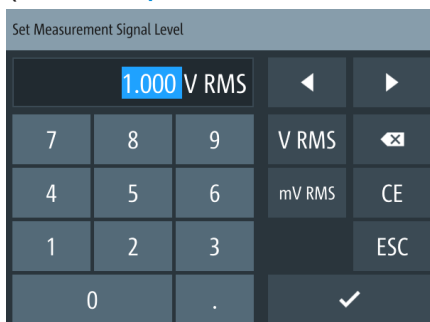 Set Measurement Signal Level
1.000 V RMS
7 8 9 V RMS
4 5 6 mV RMS CE
1 2 3 ESC
0 .